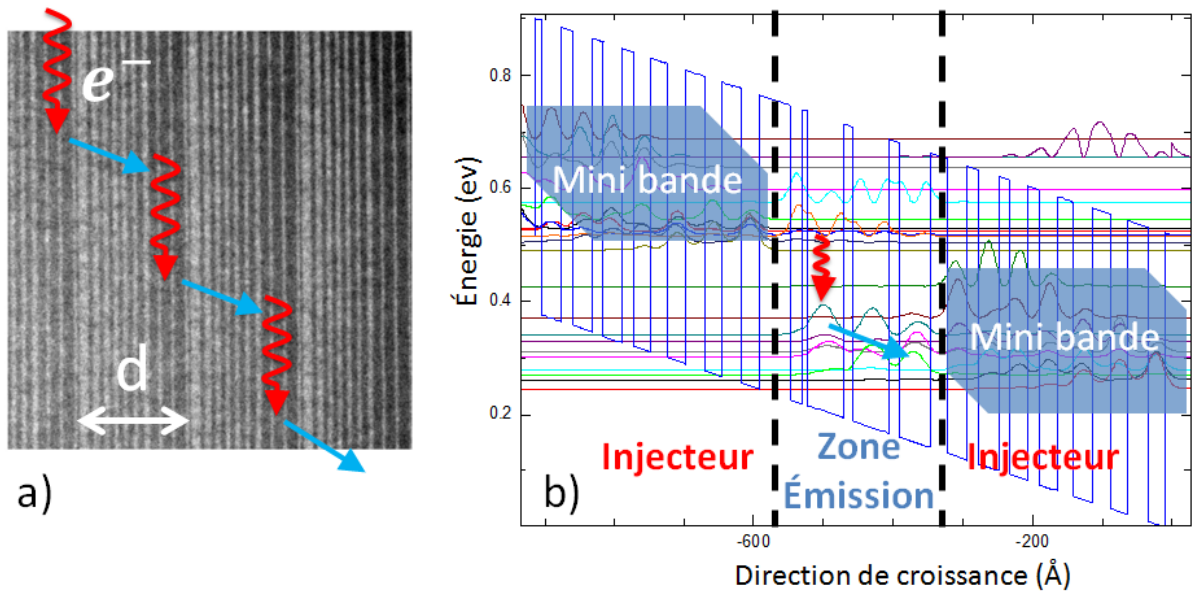 e⁻
d
a)
Énergie (ev)
0.8
0.6
0.4
0.2
Mini bande
Mini bande
Injecteur
Zone
Émission
Injecteur
b)
-600
-400
-200
Direction de croissance (Å)